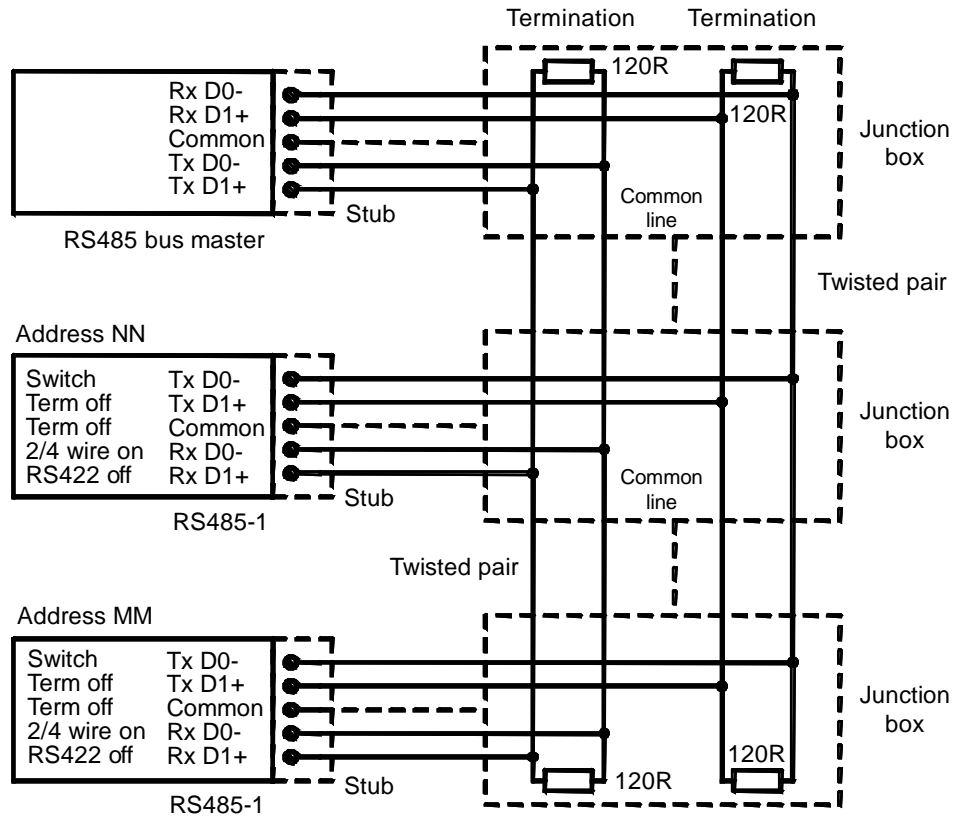 Termination Termination
120R
Rx D0-
Rx D1+
120R
Common
Junction
box
Tx D0-
Tx D1+
Common
line
Stub
RS485 bus master
Twisted pair
Address NN
Switch Tx D0-
Term off Tx D1+
Term off Common
Junction
box
2/4 wire on Rx D0-
RS422 off Rx D1+
Common
line
Stub
RS485-1
Twisted pair
Address MM
Switch Tx D0-
Term off Tx D1+
Term off Common
Junction
box
2/4 wire on Rx D0-
RS422 off Rx D1+
120R
120R
Stub
RS485-1